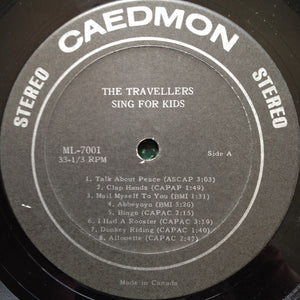 CAEDMON
STEREO
STEREO
THE TRAVELLERS
SING FOR KIDS
ML-7001
33-1/3 RPM
Side A
1. Talk About Peace (ASCAP 3:03)
2. Clap Hands (CAPAP 1:49)
3. Mail Myself To You (BMI 1:31)
4. Abbeyoyo (BMI 5:26)
5. Bingo (CAPAC 2:15)
6. I Had A Rooster (CAPAC 3:19)
7. Donkey Riding (CAPAC 1:40)
8. Allouette (CAPAC 2:42)
Made in Canada